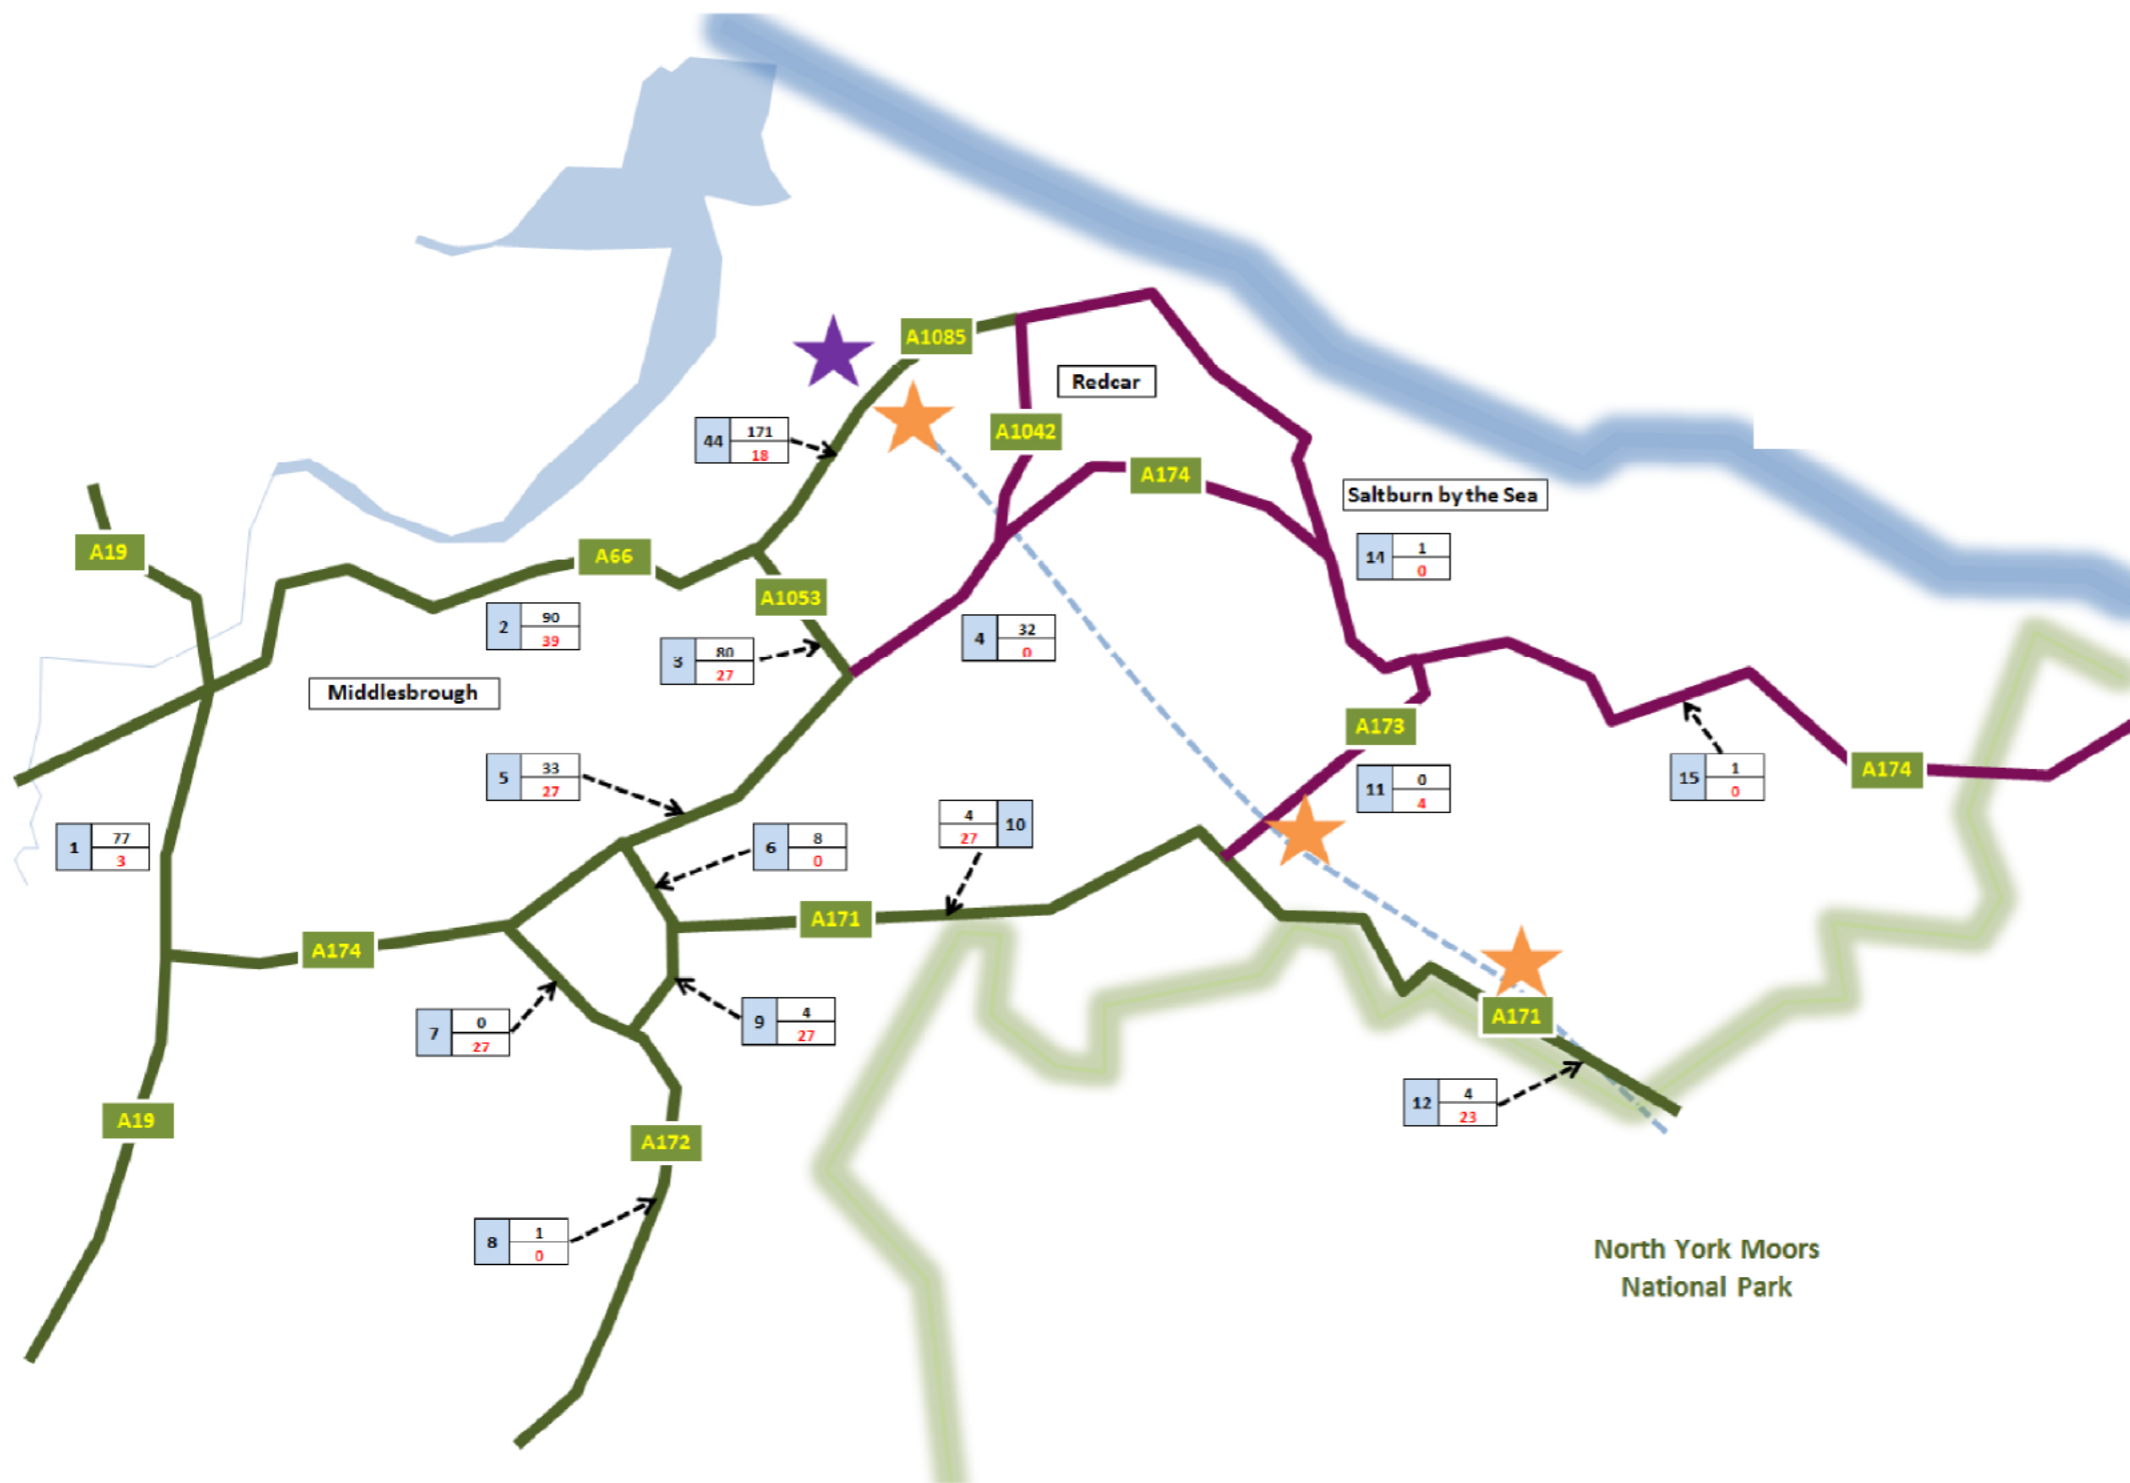 A1085
Redcar
44 171
18
A1042
A174
Saltburn by the Sea
A19
A66
14 1
0
A1053
2 90
39
3 80
27
4 32
0
Middlesbrough
A173
5 33
27
11 0
4
15 1
0
A174
1 77
3
6 8
0
4 10
27
A171
A174
7 0
27
9 4
27
A171
12 4
23
A19
A172
8 1
0
North York Moors
National Park